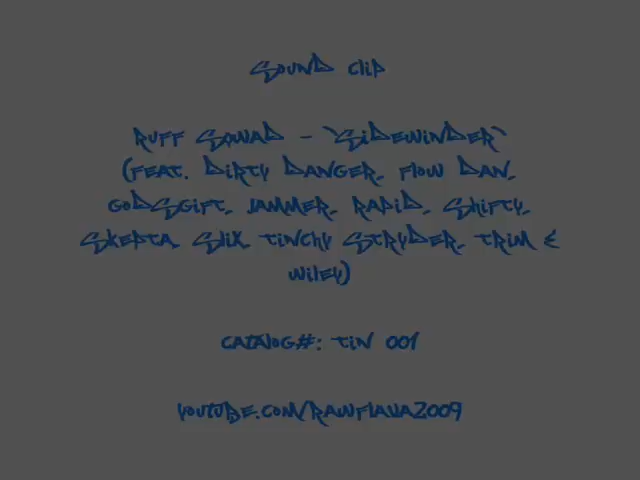 Sound Clip
Ruff Sqwad - `Sidewinder`
(feat. Dirty Danger, Flow Dan,
Godsgift, Jammer, Rapid, Shifty,
Skepta, Slix, Tinchy Stryder, Trim &
Wiley)
Catalog#: TIN 001
youtube.com/RawFlava2009